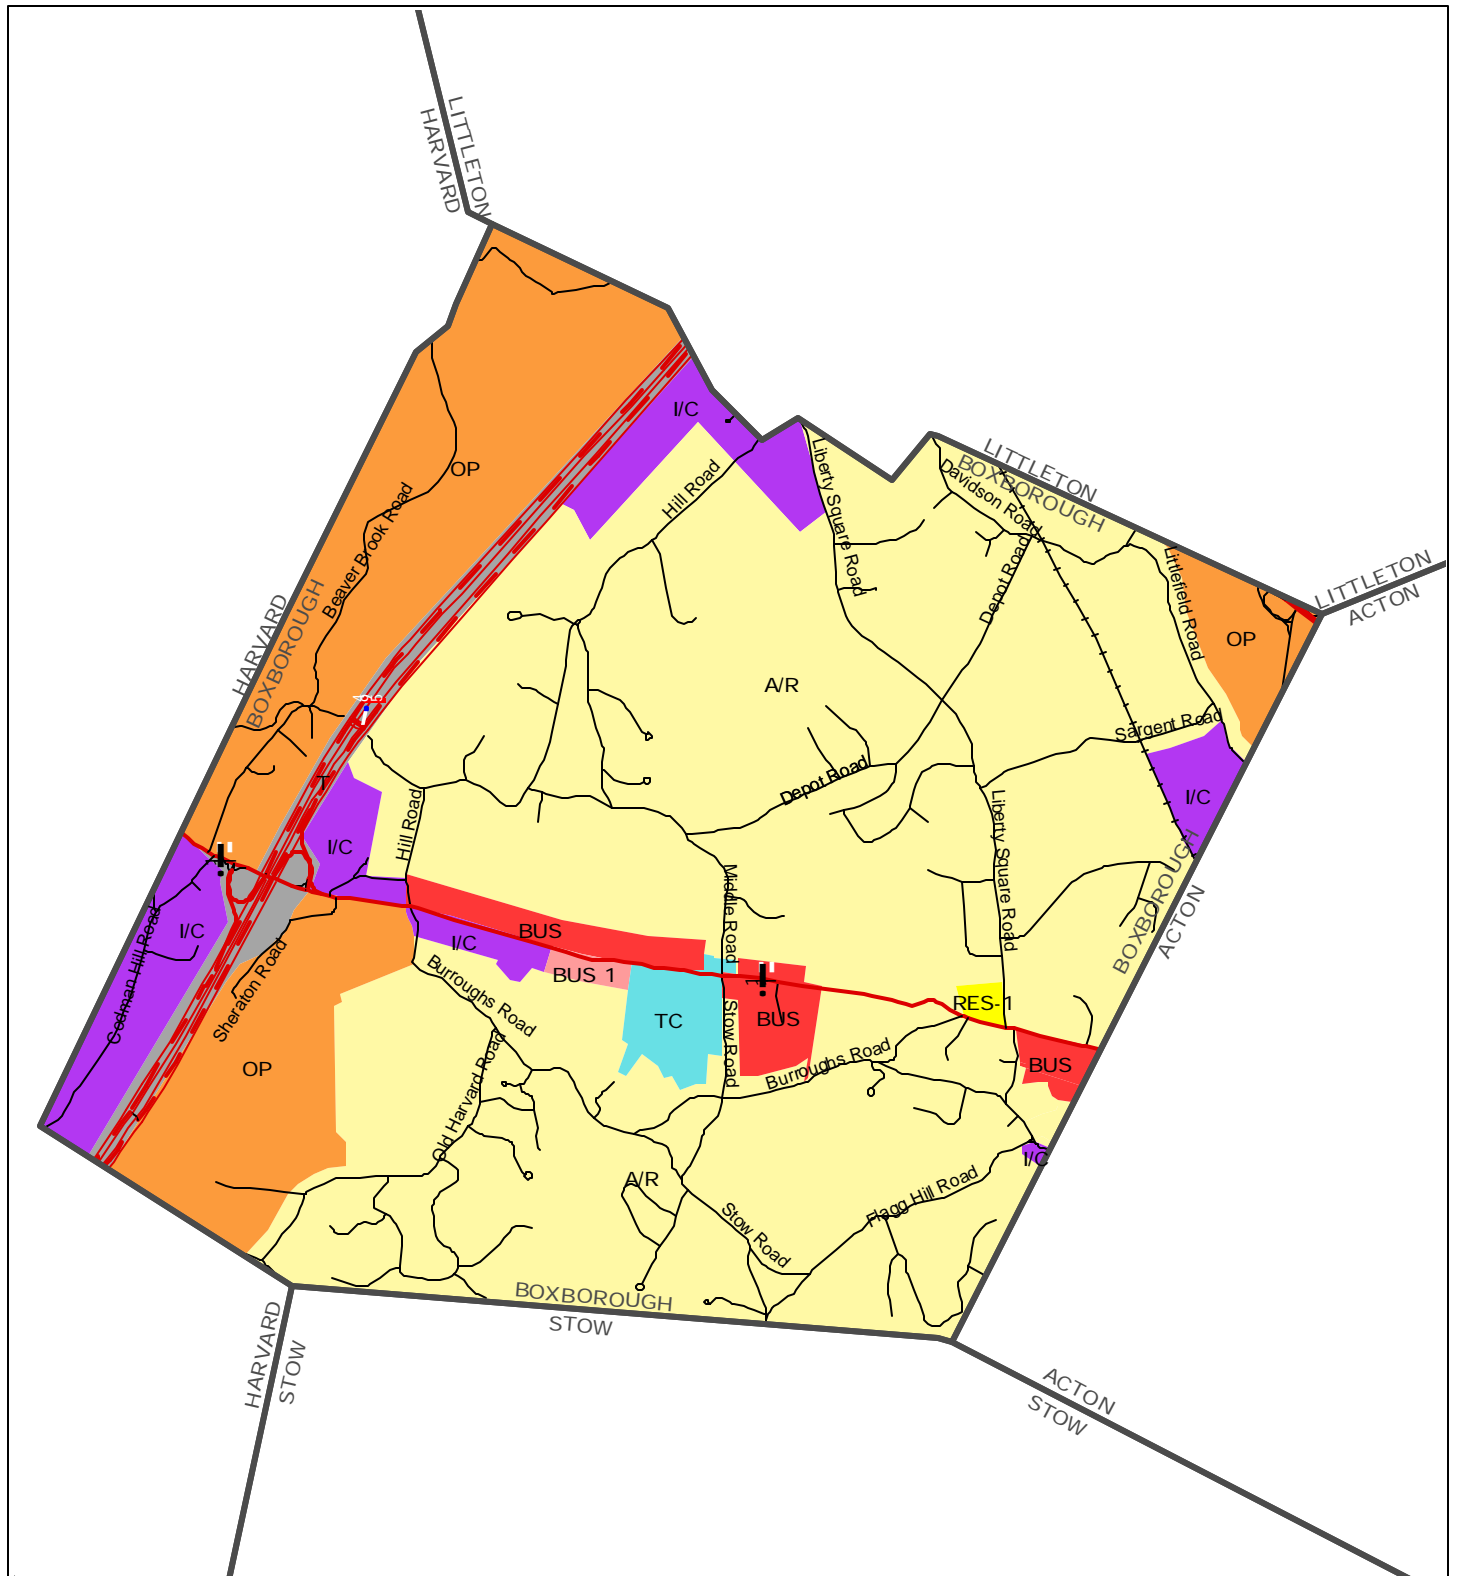 LITTLETON
HARVARD
I/C
OP
Hill Road
Liberty Square Road
LITTLETON
BOXBOROUGH
Davidson Road
Depot Road
Littlefield Road
LITTLETON
ACTON
Beaver Brook Road
HARVARD
BOXBOROUGH
OP
A/R
Sargent Road
T
Depot Road
I/C
Hill Road
I/C
Liberty Square Road
Middle Road
BOXBOROUGH
ACTON
I/C
Codman Hill Road
Sheraton Road
I/C
BUS
BUS 1
Burroughs Road
TC
Stow Road
BUS
RES-1
OP
Old Harvard Road
Burroughs Road
BUS
I/C
A/R
Flagg Hill Road
Stow Road
BOXBOROUGH
STOW
HARVARD
STOW
ACTON
STOW